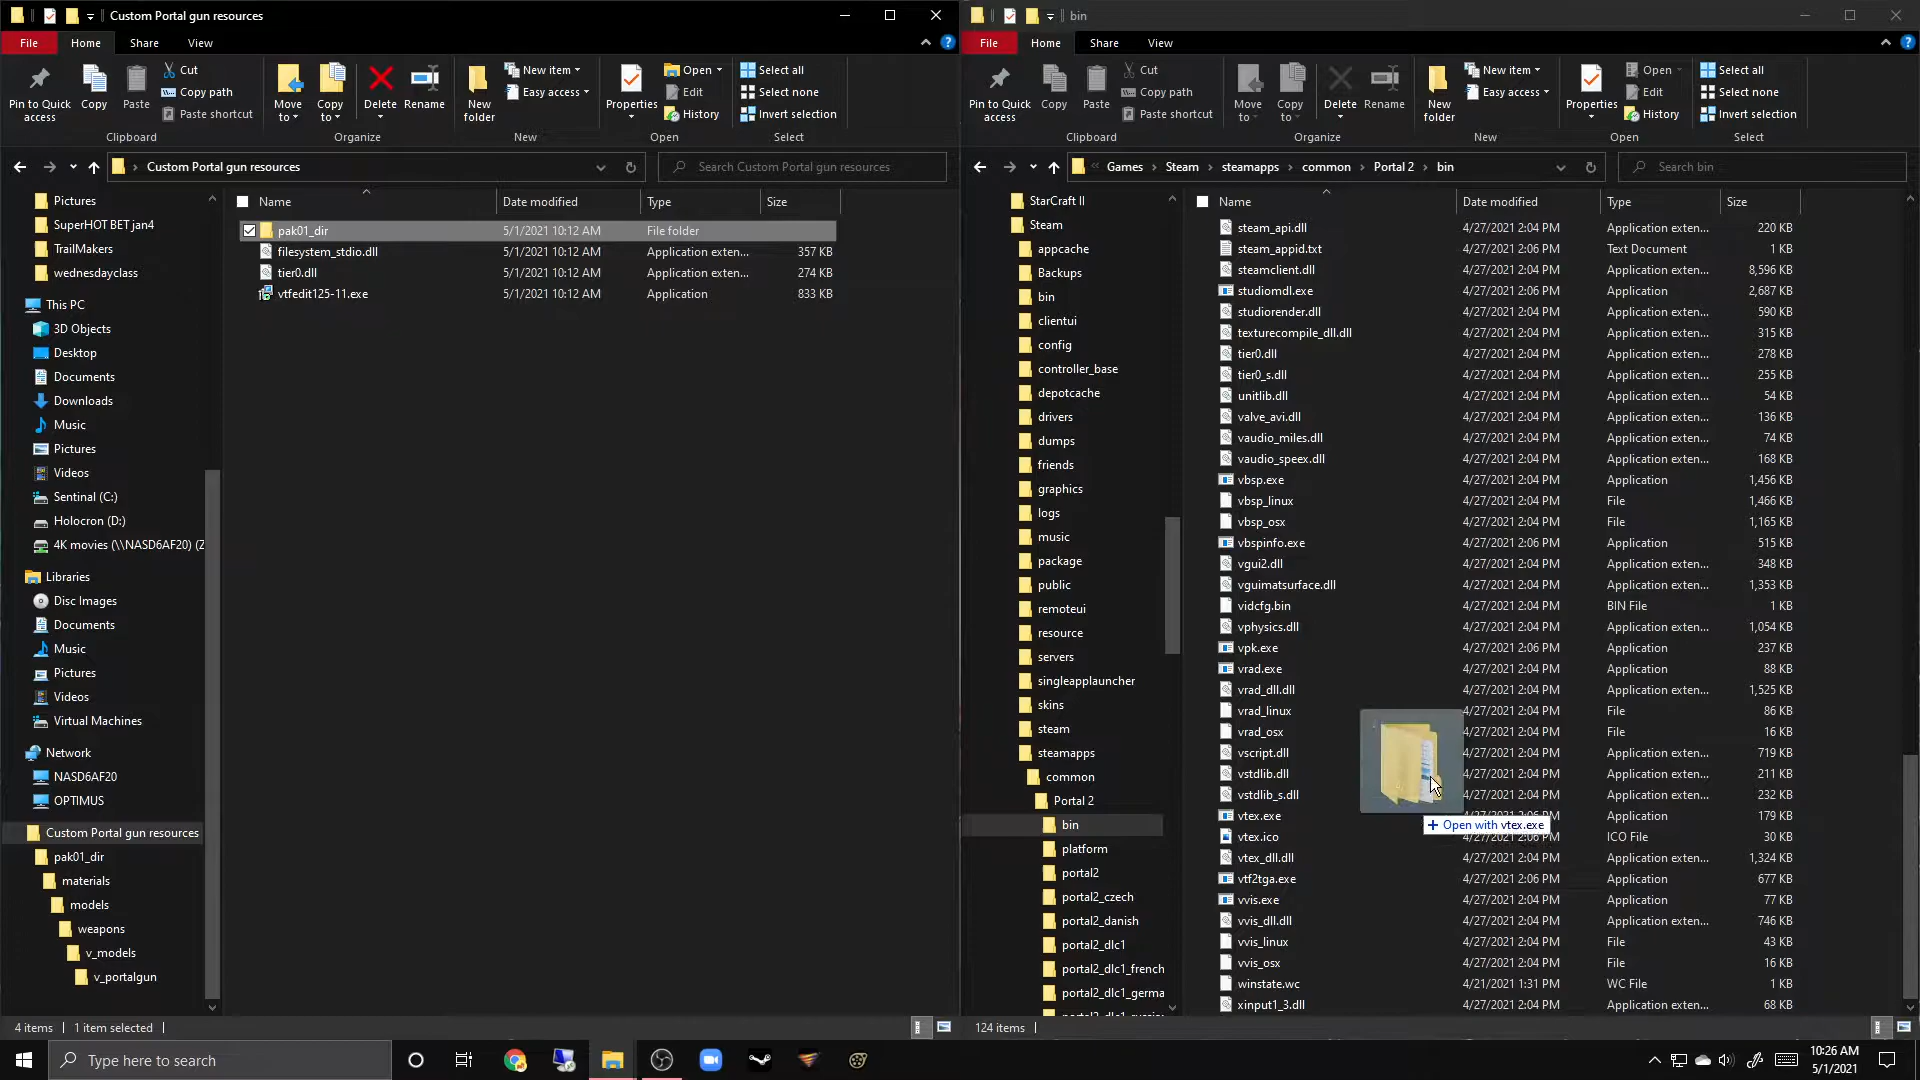 Custom Portal gun resources
File
Home
Share
View
Pin to Quick access
Copy
Paste
Cut
Copy path
Paste shortcut
Clipboard
Move to
Copy to
Delete
Rename
Organize
New folder
New item
Easy access
New
Properties
Open
Edit
History
Open
Select all
Select none
Invert selection
Select
Custom Portal gun resources
Search Custom Portal gun resources
Pictures
SuperHOT BET jan4
TrailMakers
wednesdayclass
This PC
3D Objects
Desktop
Documents
Downloads
Music
Pictures
Videos
Sentinal (C:)
Holocron (D:)
4K movies (\\NASD6AF20) (Z
Libraries
Disc Images
Documents
Music
Pictures
Videos
Virtual Machines
Network
NASD6AF20
OPTIMUS
Custom Portal gun resources
pak01_dir
materials
models
weapons
v_models
v_portalgun
Name Date modified Type Size
pak01_dir 5/1/2021 10:12 AM File folder
filesystem_stdio.dll 5/1/2021 10:12 AM Application exten... 357 KB
tier0.dll 5/1/2021 10:12 AM Application exten... 274 KB
vtfedit125-11.exe 5/1/2021 10:12 AM Application 833 KB
4 items 1 item selected
bin
File
Home
Share
View
Pin to Quick access
Copy
Paste
Cut
Copy path
Paste shortcut
Clipboard
Move to
Copy to
Delete
Rename
Organize
New folder
New item
Easy access
New
Properties
Open
Edit
History
Open
Select all
Select none
Invert selection
Select
« Games › Steam › steamapps › common › Portal 2 › bin
Search bin
StarCraft II
Steam
appcache
Backups
bin
clientui
config
controller_base
depotcache
drivers
dumps
friends
graphics
logs
music
package
public
remoteui
resource
servers
singleapplauncher
skins
steam
steamapps
common
Portal 2
bin
platform
portal2
portal2_czech
portal2_danish
portal2_dlc1
portal2_dlc1_french
portal2_dlc1_germa
Name Date modified Type Size
steam_api.dll 4/27/2021 2:04 PM Application exten... 220 KB
steam_appid.txt 4/27/2021 2:06 PM Text Document 1 KB
steamclient.dll 4/27/2021 2:04 PM Application exten... 8,596 KB
studiomdl.exe 4/27/2021 2:04 PM Application 2,687 KB
studiorender.dll 4/27/2021 2:04 PM Application exten... 590 KB
texturecompile_dll.dll 4/27/2021 2:04 PM Application exten... 315 KB
tier0.dll 4/27/2021 2:04 PM Application exten... 278 KB
tier0_s.dll 4/27/2021 2:04 PM Application exten... 255 KB
unitlib.dll 4/27/2021 2:04 PM Application exten... 54 KB
valve_avi.dll 4/27/2021 2:04 PM Application exten... 136 KB
vaudio_miles.dll 4/27/2021 2:04 PM Application exten... 74 KB
vaudio_speex.dll 4/27/2021 2:04 PM Application exten... 168 KB
vbsp.exe 4/27/2021 2:04 PM Application 1,456 KB
vbsp_linux 4/27/2021 2:04 PM File 1,466 KB
vbsp_osx 4/27/2021 2:04 PM File 1,165 KB
vbspinfo.exe 4/27/2021 2:04 PM Application 515 KB
vgui2.dll 4/27/2021 2:04 PM Application exten... 348 KB
vguimatsurface.dll 4/27/2021 2:04 PM Application exten... 1,353 KB
vidcfg.bin 4/27/2021 2:04 PM BIN File 1 KB
vphysics.dll 4/27/2021 2:04 PM Application exten... 1,054 KB
vpk.exe 4/27/2021 2:06 PM Application 237 KB
vrad.exe 4/27/2021 2:04 PM Application 88 KB
vrad_dll.dll 4/27/2021 2:04 PM Application exten... 1,525 KB
vrad_linux 4/27/2021 2:04 PM File 86 KB
vrad_osx 4/27/2021 2:04 PM File 16 KB
vscript.dll 4/27/2021 2:04 PM Application exten... 719 KB
vstdlib.dll 4/27/2021 2:04 PM Application exten... 211 KB
vstdlib_s.dll 4/27/2021 2:04 PM Application exten... 232 KB
vtex.exe 4/27/2021 2:06 PM Application 179 KB
+ Open with vtex.exe
vtex.ico 4/27/2021 2:06 PM ICO File 30 KB
vtex_dll.dll 4/27/2021 2:04 PM Application exten... 1,324 KB
vtf2tga.exe 4/27/2021 2:06 PM Application 677 KB
vvis.exe 4/27/2021 2:04 PM Application 77 KB
vvis_dll.dll 4/27/2021 2:04 PM Application exten... 746 KB
vvis_linux 4/27/2021 2:04 PM File 43 KB
vvis_osx 4/27/2021 2:04 PM File 16 KB
winstate.wc 4/21/2021 1:31 PM WC File 1 KB
xinput1_3.dll 4/27/2021 2:04 PM Application exten... 68 KB
124 items
Type here to search
10:26 AM
5/1/2021